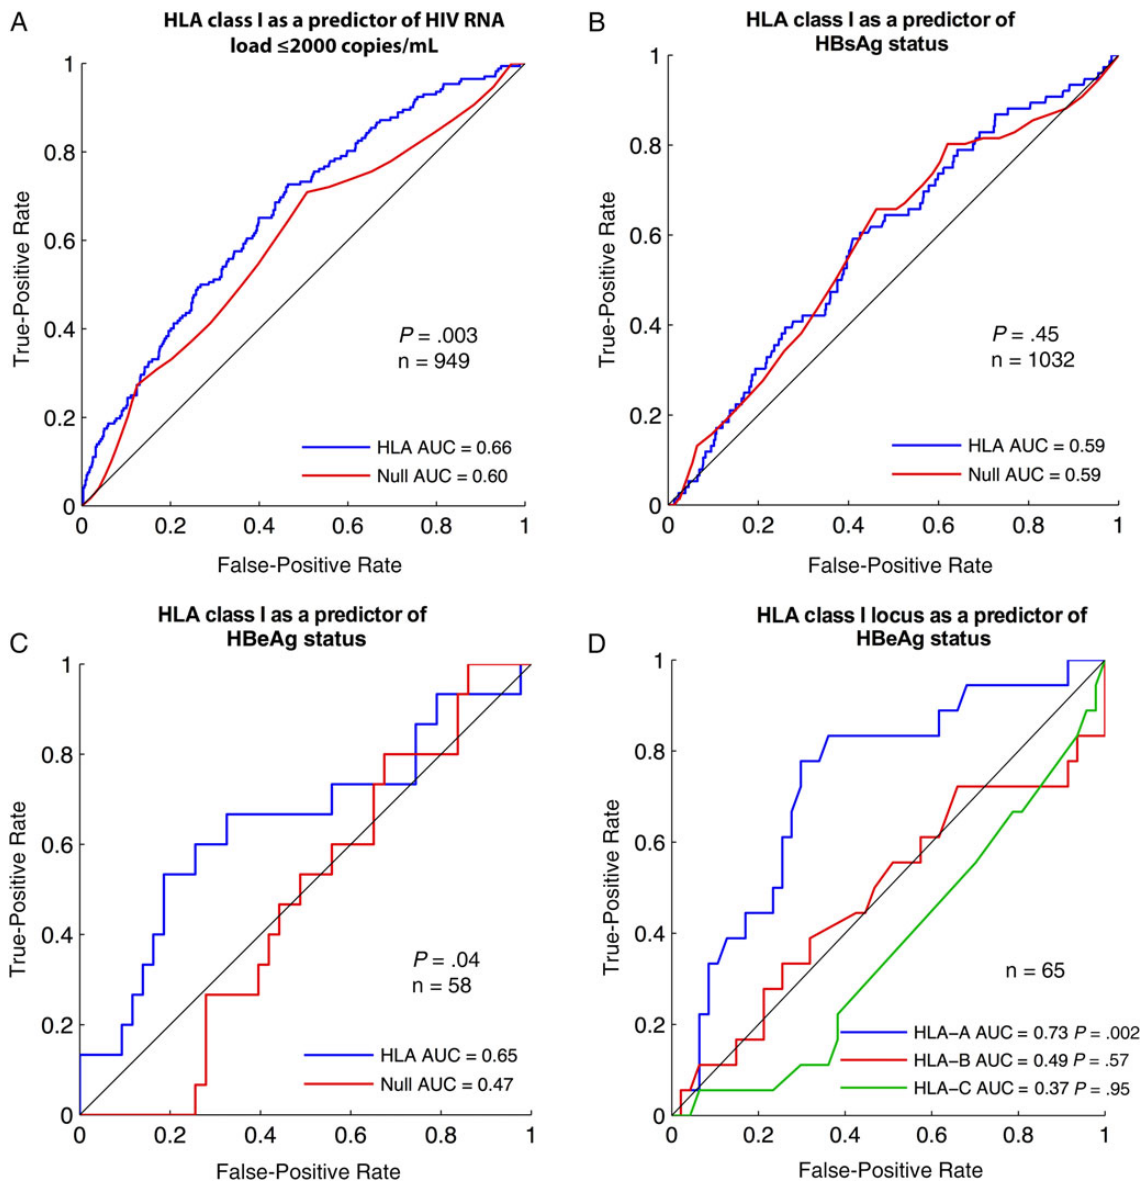 A
HLA class I as a predictor of HIV RNA
load ≤2000 copies/mL
True-Positive Rate
1
0.8
0.6
0.4
0.2
0
P = .003
n = 949
HLA AUC = 0.66
Null AUC = 0.60
0 0.2 0.4 0.6 0.8 1
False-Positive Rate
B
HLA class I as a predictor of
HBsAg status
True-Positive Rate
1
0.8
0.6
0.4
0.2
0
P = .45
n = 1032
HLA AUC = 0.59
Null AUC = 0.59
0 0.2 0.4 0.6 0.8 1
False-Positive Rate
C
HLA class I as a predictor of
HBeAg status
True-Positive Rate
1
0.8
0.6
0.4
0.2
0
P = .04
n = 58
HLA AUC = 0.65
Null AUC = 0.47
0 0.2 0.4 0.6 0.8 1
False-Positive Rate
D
HLA class I locus as a predictor of
HBeAg status
True-Positive Rate
1
0.8
0.6
0.4
0.2
0
n = 65
HLA–A AUC = 0.73 P = .002
HLA–B AUC = 0.49 P = .57
HLA–C AUC = 0.37 P = .95
0 0.2 0.4 0.6 0.8 1
False-Positive Rate